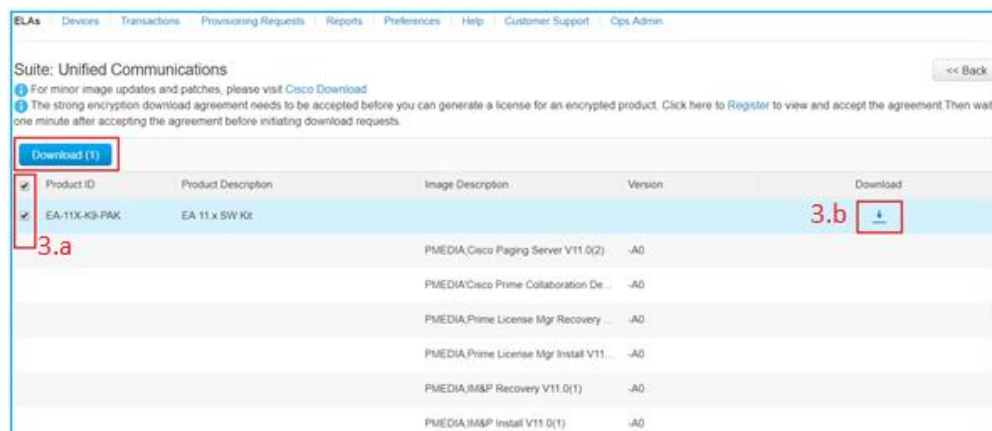 ELAs Devices Transactions Provisioning Requests Reports Preferences Help Customer Support Ops Admin
Suite: Unified Communications
<< Back
For minor image updates and patches, please visit Cisco Download
The strong encryption download agreement needs to be accepted before you can generate a license for an encrypted product. Click here to Register to view and accept the agreement.Then wait
one minute after accepting the agreement before initiating download requests.
Download (1)
Product ID Product Description Image Description Version Download
EA-11X-K9-PAK EA 11.x SW Kit 3.b
3.a
PMEDIA,Cisco Paging Server V11.0(2) -A0
PMEDIA'Cisco Prime Collaboration De... -A0
PMEDIA,Prime License Mgr Recovery ... -A0
PMEDIA,Prime License Mgr Install V11... -A0
PMEDIA,IM&P Recovery V11.0(1) -A0
PMEDIA,IM&P Install V11.0(1) -A0